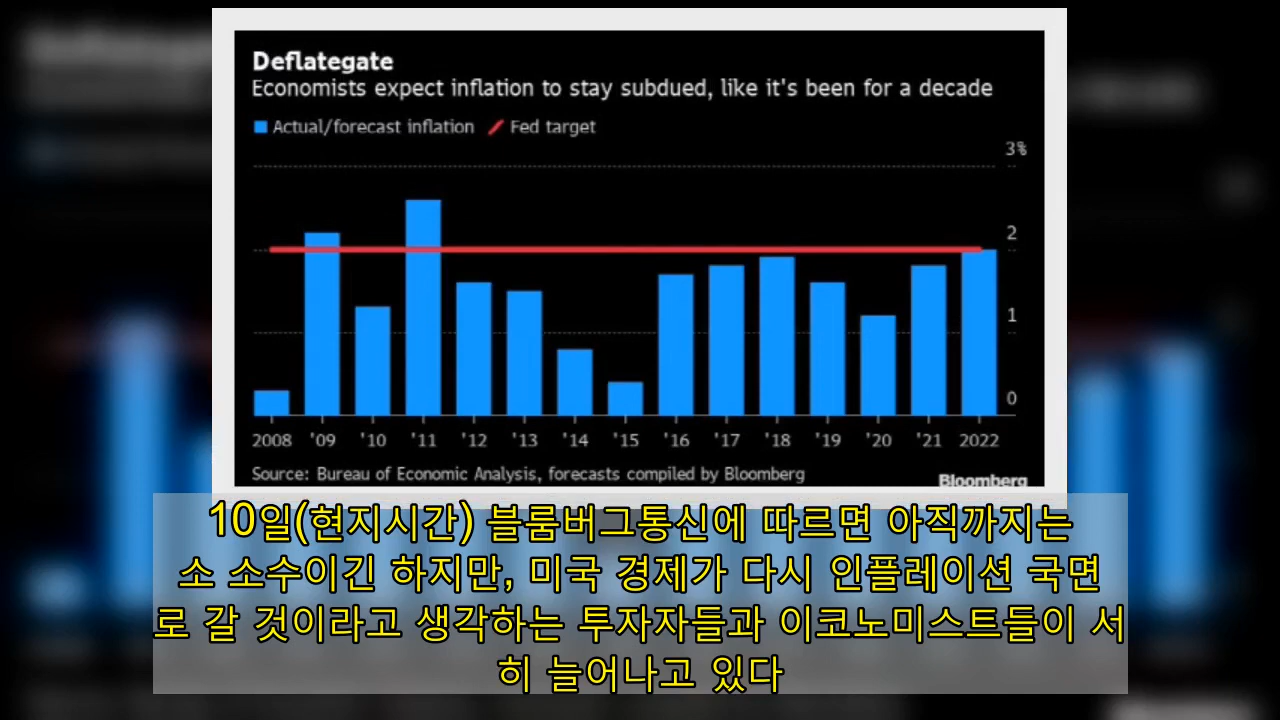 Deflategate
Economists expect inflation to stay subdued, like it's been for a decade
Actual/forecast inflation Fed target
3%
2
1
0
2008 '09 '10 '11 '12 '13 '14 '15 '16 '17 '18 '19 '20 '21 2022
Source: Bureau of Economic Analysis, forecasts compiled by Bloomberg
Bloomberg
10일(현지시간) 블룸버그통신에 따르면 아직까지는
소 소수이긴 하지만, 미국 경제가 다시 인플레이션 국면
로 갈 것이라고 생각하는 투자자들과 이코노미스트들이 서
히 늘어나고 있다